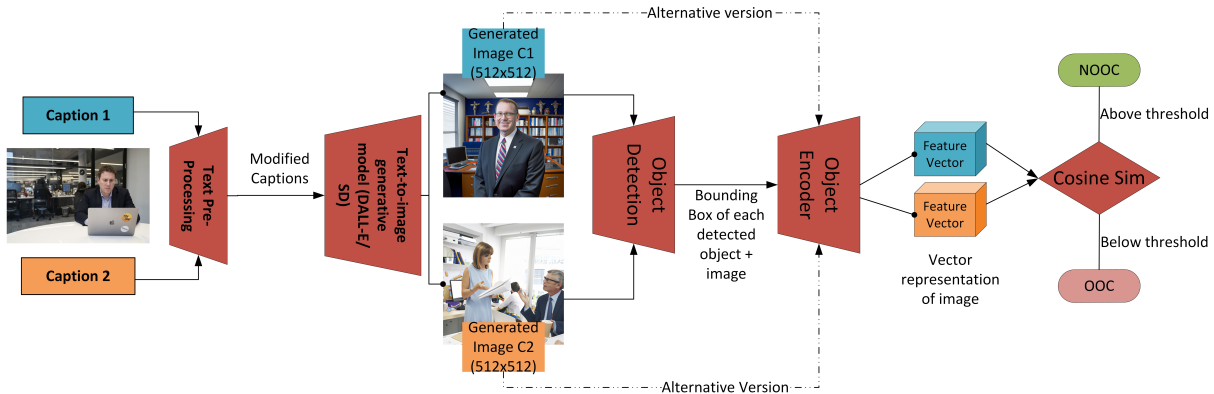 Alternative version
Generated
Image C1
(512x512)
NOOC
Caption 1
Above threshold
Text Pre-
Processing
Modified
Captions
Text-to-image
generative
model (DALL-E/
SD)
Object
Detection
Object
Encoder
Feature
Vector
Cosine Sim
Bounding
Box of each
detected
object +
image
Feature
Vector
Below threshold
Caption 2
Vector
representation
of image
OOC
Generated
Image C2
(512x512)
Alternative Version